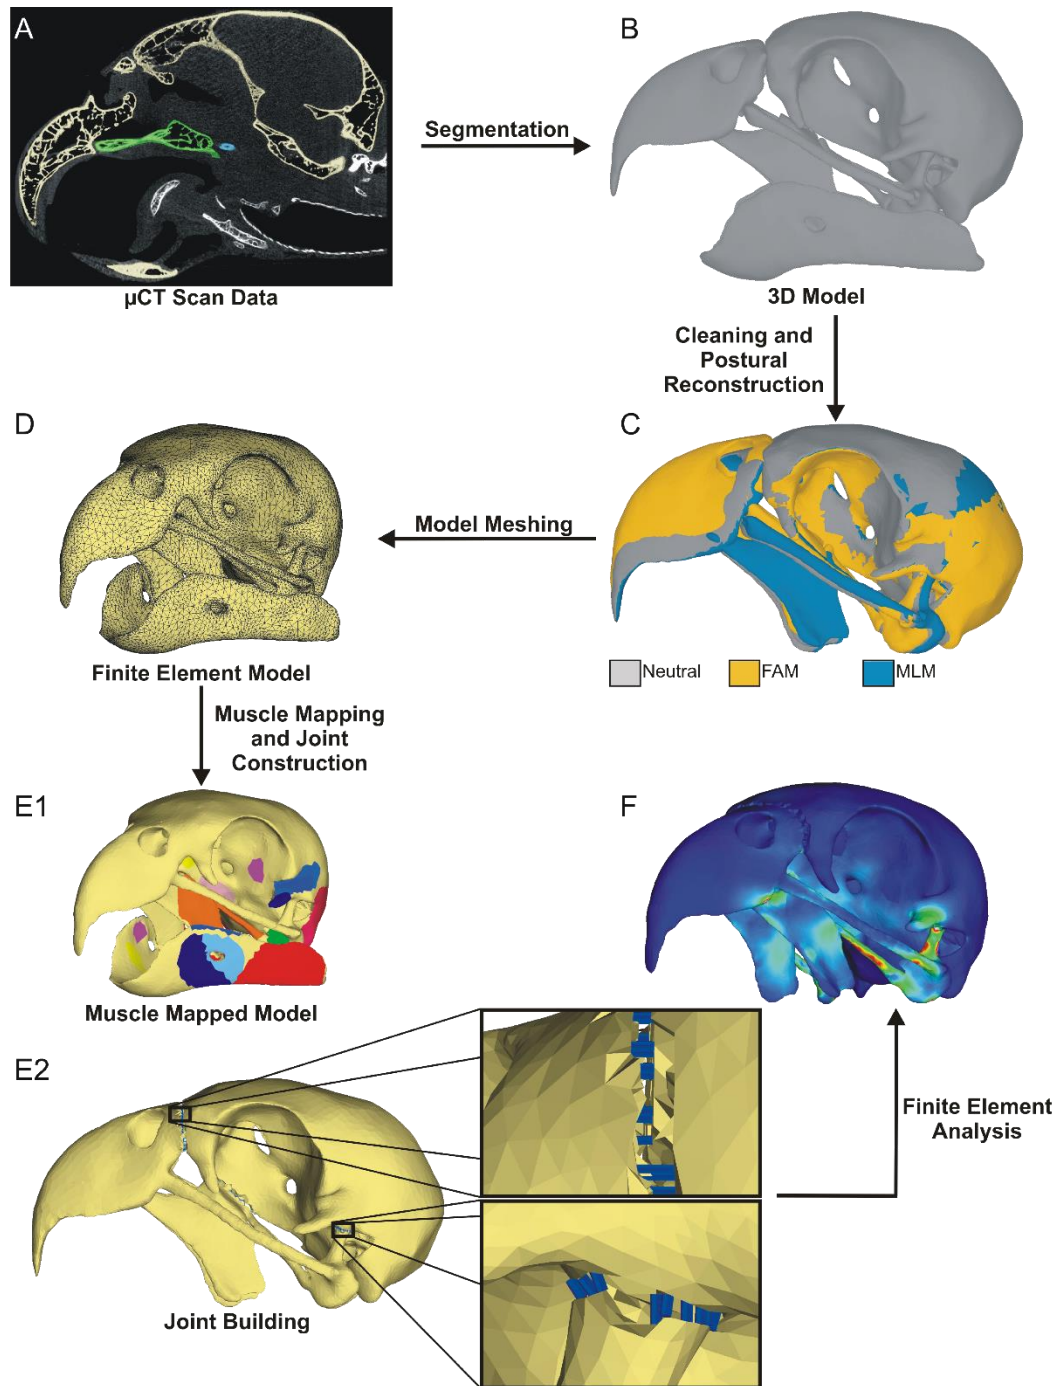 A
B
Segmentation
µCT Scan Data
3D Model
Cleaning and
Postural
Reconstruction
D
C
Model Meshing
Finite Element Model
Neutral
FAM
MLM
Muscle Mapping
and Joint
Construction
E1
F
Muscle Mapped Model
E2
Finite Element
Analysis
Joint Building